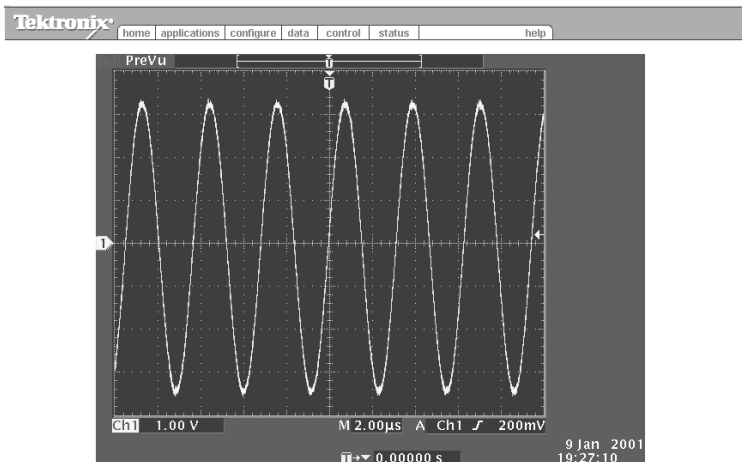 Tektronix
home applications configure data control status help
PreVu
T
1
Ch1 1.00 V M 2.00µs A Ch1 200mV
9 Jan 2001
T 0.00000 s 19:27:10